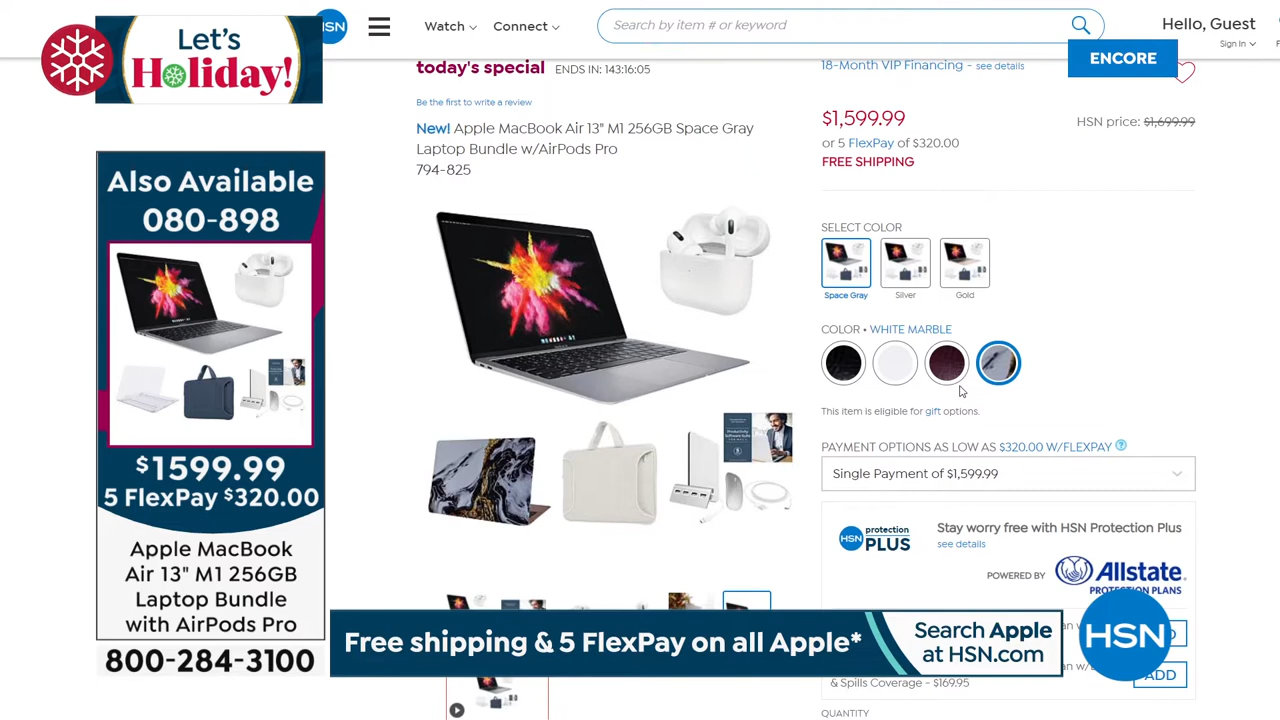 Let's
Holiday!
HSN
Watch
Connect
Search by item # or keyword
Hello, Guest
Sign In
ENCORE
today's special ENDS IN: 143:16:05
18-Month VIP Financing - see details
Be the first to write a review
New! Apple MacBook Air 13" M1 256GB Space Gray
Laptop Bundle w/AirPods Pro
794-825
$1,599.99
HSN price: $1,699.99
or 5 FlexPay of $320.00
FREE SHIPPING
Also Available
080-898
$1599.99
5 FlexPay $320.00
Apple MacBook
Air 13" M1 256GB
Laptop Bundle
with AirPods Pro
800-284-3100
SELECT COLOR
Space Gray
Silver
Gold
COLOR • WHITE MARBLE
This item is eligible for gift options.
PAYMENT OPTIONS AS LOW AS $320.00 W/FLEXPAY ?
Single Payment of $1,599.99
HSN protection
PLUS
Stay worry free with HSN Protection Plus
see details
POWERED BY
Allstate
PROTECTION PLANS
Free shipping & 5 FlexPay on all Apple*
Search Apple
at HSN.com
HSN
& Spills Coverage - $169.95
ADD
QUANTITY